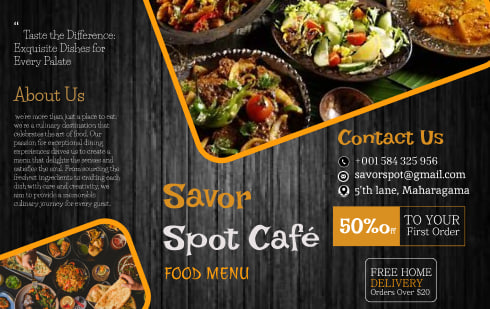 “
Taste the Difference:
Exquisite Dishes for
Every Palate
About Us
we're more than just a place to eat;
we're a culinary destination that
celebrates the art of food. Our
passion for exceptional dining
experiences drives us to create a
menu that delights the senses and
satisfies the soul. From sourcing the
freshest ingredients to crafting each
dish with care and creativity, we
aim to provide a memorable
culinary journey for every guest.
Savor
Spot Café
FOOD MENU
Contact Us
+001 584 325 956
savorspot@gmail.com
5'th lane, Maharagama
50%off
TO YOUR
First Order
FREE HOME
DELIVERY
Orders Over $20